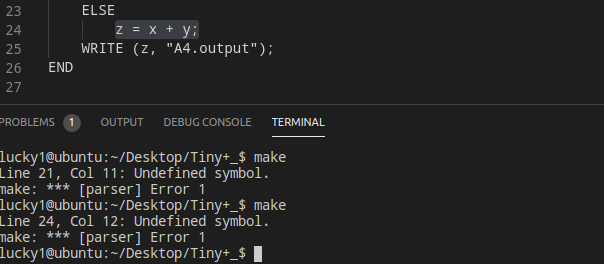 23 ELSE
24 z = x + y;
25 WRITE (z, "A4.output");
26 END
27
PROBLEMS 1 OUTPUT DEBUG CONSOLE TERMINAL
lucky1@ubuntu:~/Desktop/Tiny+_$ make
Line 21, Col 11: Undefined symbol.
make: *** [parser] Error 1
lucky1@ubuntu:~/Desktop/Tiny+_$ make
Line 24, Col 12: Undefined symbol.
make: *** [parser] Error 1
lucky1@ubuntu:~/Desktop/Tiny+_$